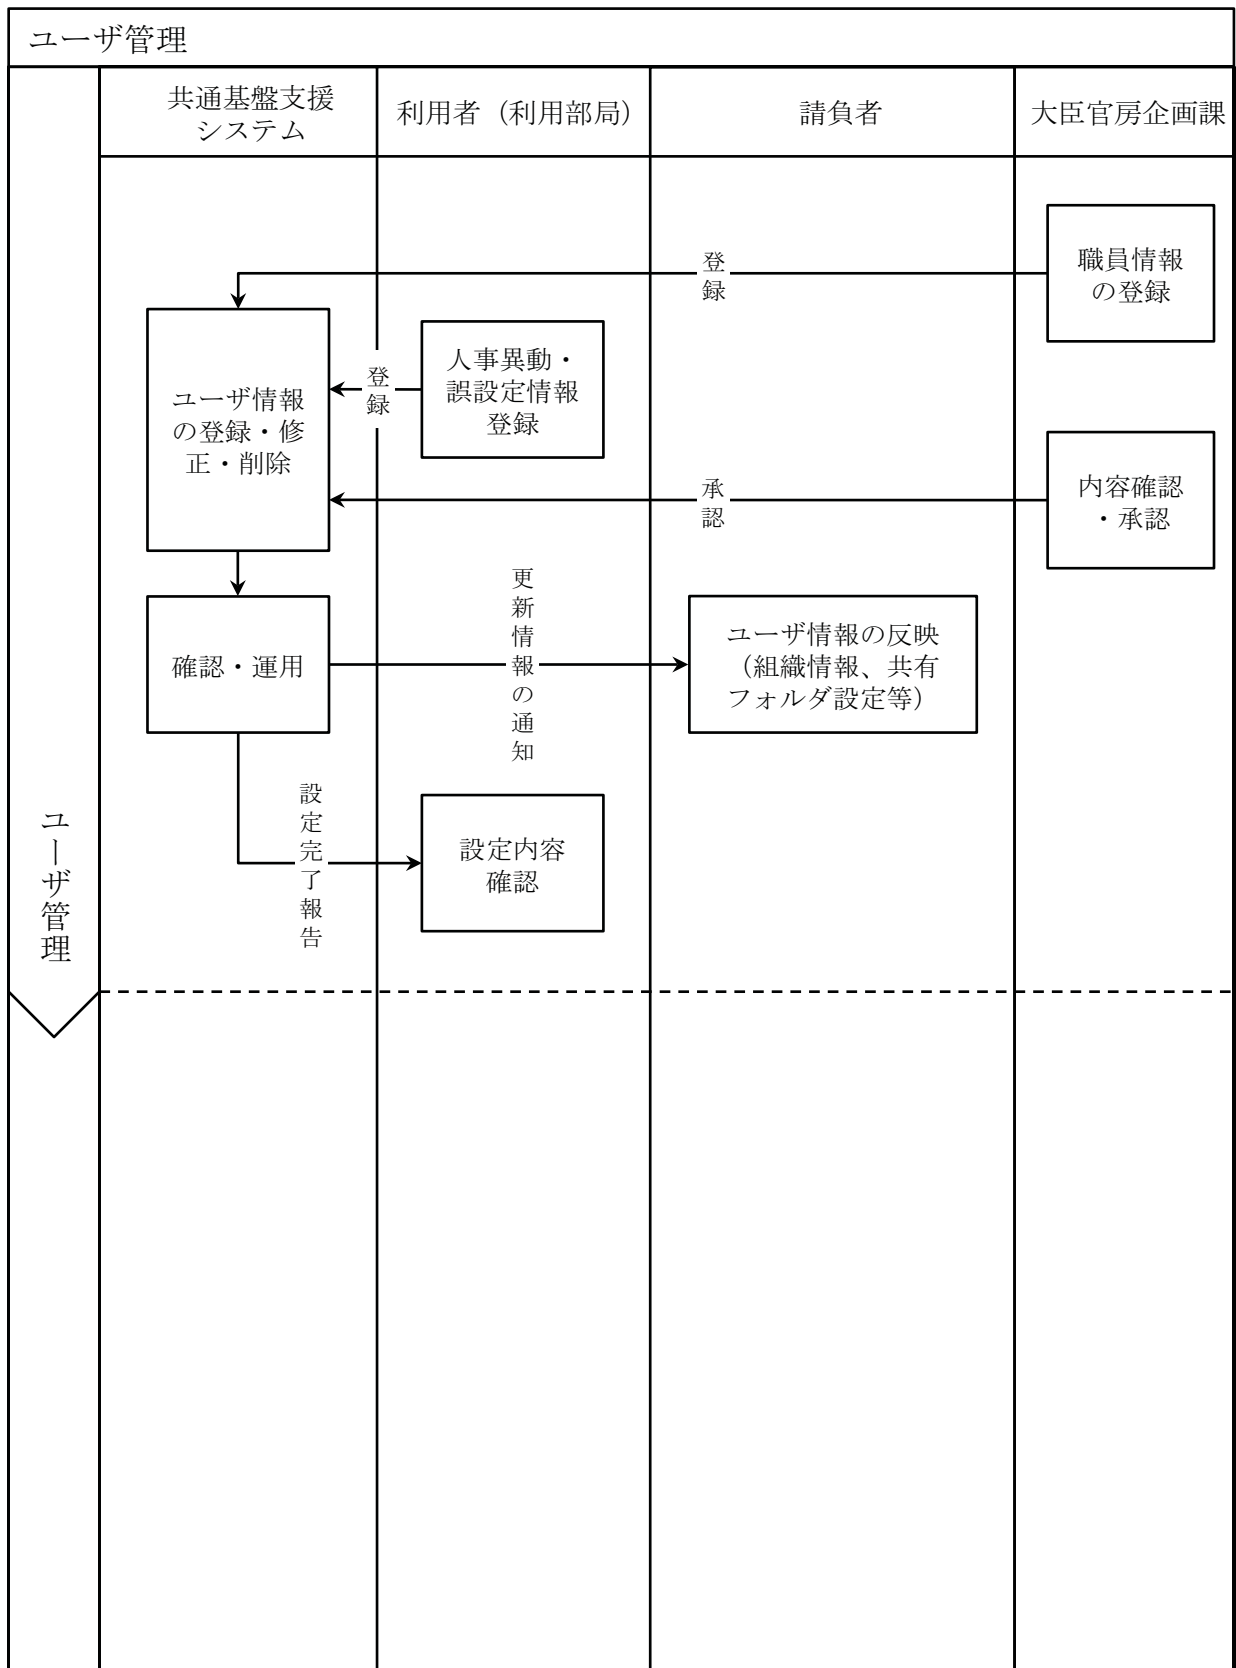 ユーザ管理
共通基盤支援
システム
利用者（利用部局）
請負者
大臣官房企画課
職員情報
の登録
登録
人事異動・
誤設定情報
登録
登録
ユーザ情報
の登録・修
正・削除
内容確認
・承認
承認
更新情報の通知
確認・運用
ユーザ情報の反映
（組織情報、共有
フォルダ設定等）
設定完了報告
設定内容
確認
ユーザ管理